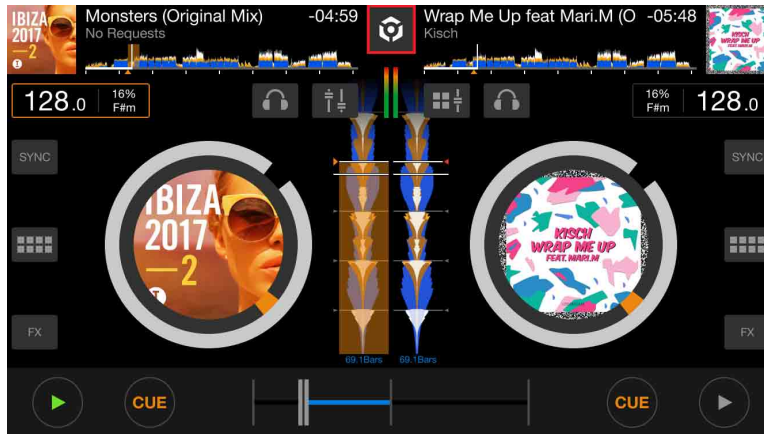 IBIZA
2017
—2
Monsters (Original Mix) -04:59
No Requests
Wrap Me Up feat Mari.M (O -05:48
Kisch
KISCH
WRAP ME UP
FEAT. MARI.M
128.0
16%
F#m
16%
F#m
128.0
SYNC
SYNC
IBIZA
2017
—2
KISCH
WRAP ME UP
FEAT. MARI.M
FX
FX
69.1Bars
69.1Bars
CUE
CUE